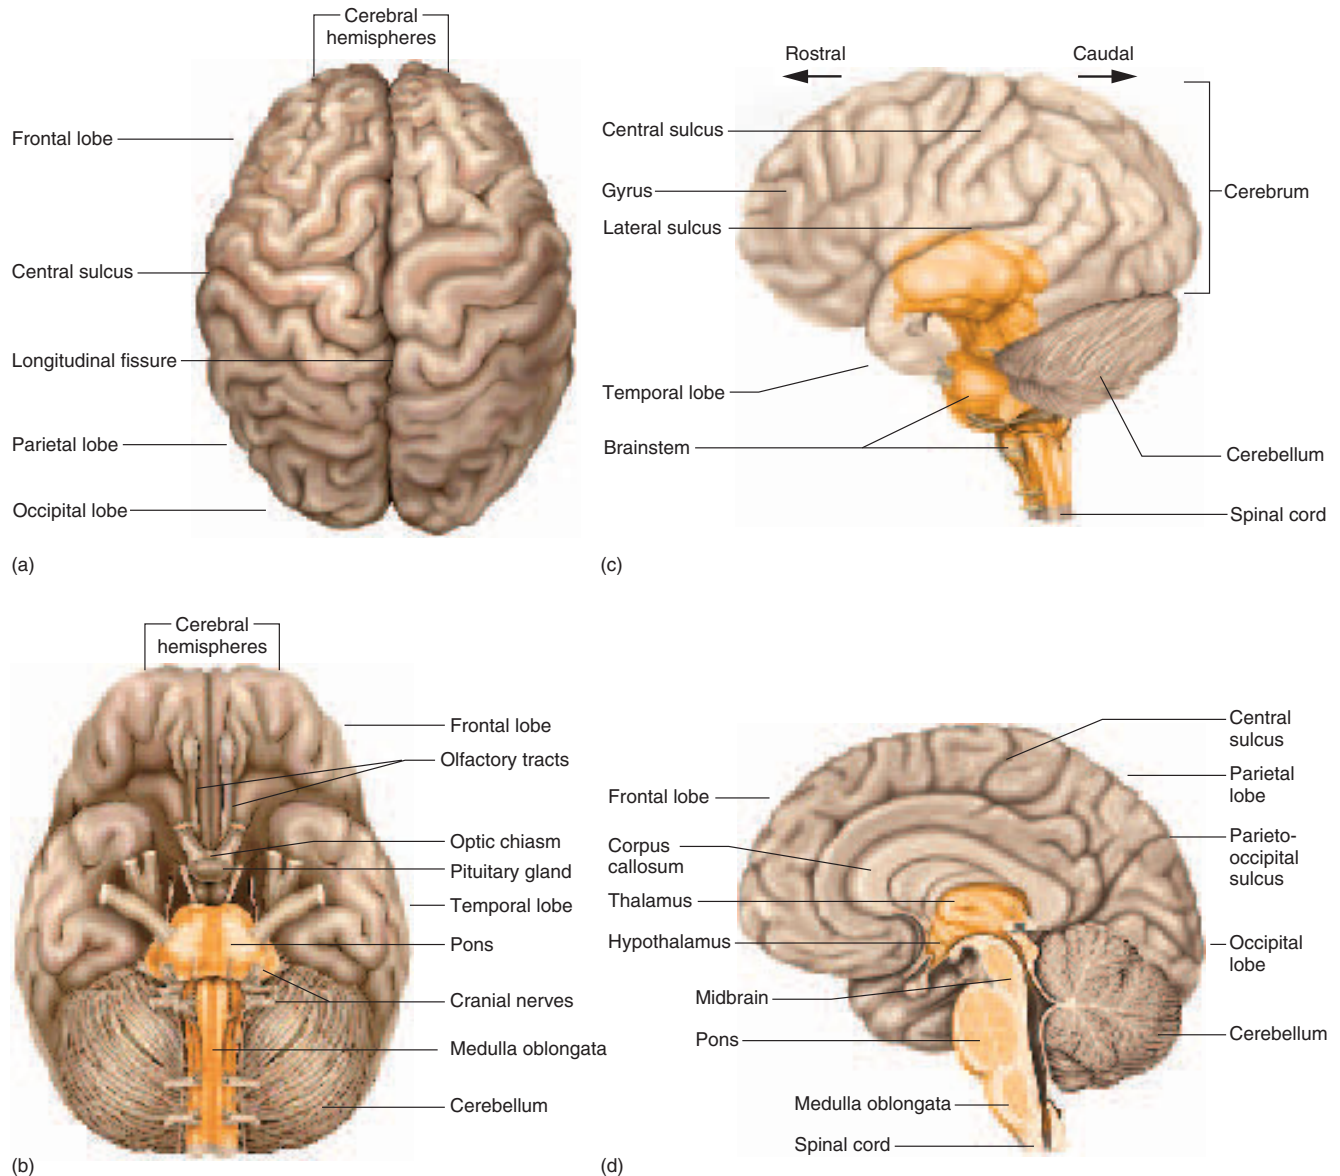 Cerebral
hemispheres
Frontal lobe
Central sulcus
Longitudinal fissure
Parietal lobe
Occipital lobe
(a)
Rostral
Caudal
Central sulcus
Gyrus
Lateral sulcus
Cerebrum
Temporal lobe
Brainstem
Cerebellum
Spinal cord
(c)
Cerebral
hemispheres
Frontal lobe
Olfactory tracts
Optic chiasm
Pituitary gland
Temporal lobe
Pons
Cranial nerves
Medulla oblongata
Cerebellum
(b)
Central
sulcus
Parietal
lobe
Frontal lobe
Parieto-
occipital
sulcus
Corpus
callosum
Thalamus
Hypothalamus
Occipital
lobe
Midbrain
Pons
Cerebellum
Medulla oblongata
Spinal cord
(d)